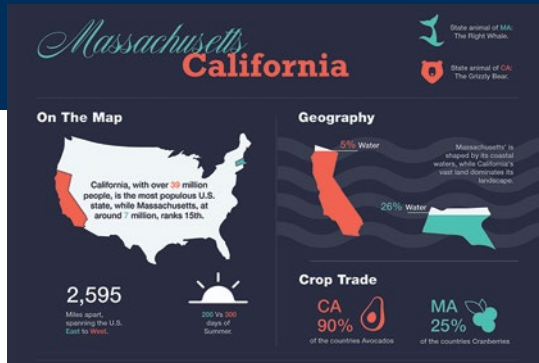 Massachusetts
California
State animal of MA:
The Right Whale.
State animal of CA:
The Grizzly Bear.
On The Map
California, with over 39 million
people, is the most populous U.S.
state, while Massachusetts, at
around 7 million, ranks 15th.
2,595
Miles apart,
spanning the U.S.
East to West.
200 Vs 300
days of
Summer.
Geography
5% Water
Massachusetts' is
shaped by its coastal
waters, while California's
vast land dominates its
landscape.
26% Water
Crop Trade
CA
90%
of the countries Avocados
MA
25%
of the countries Cranberries